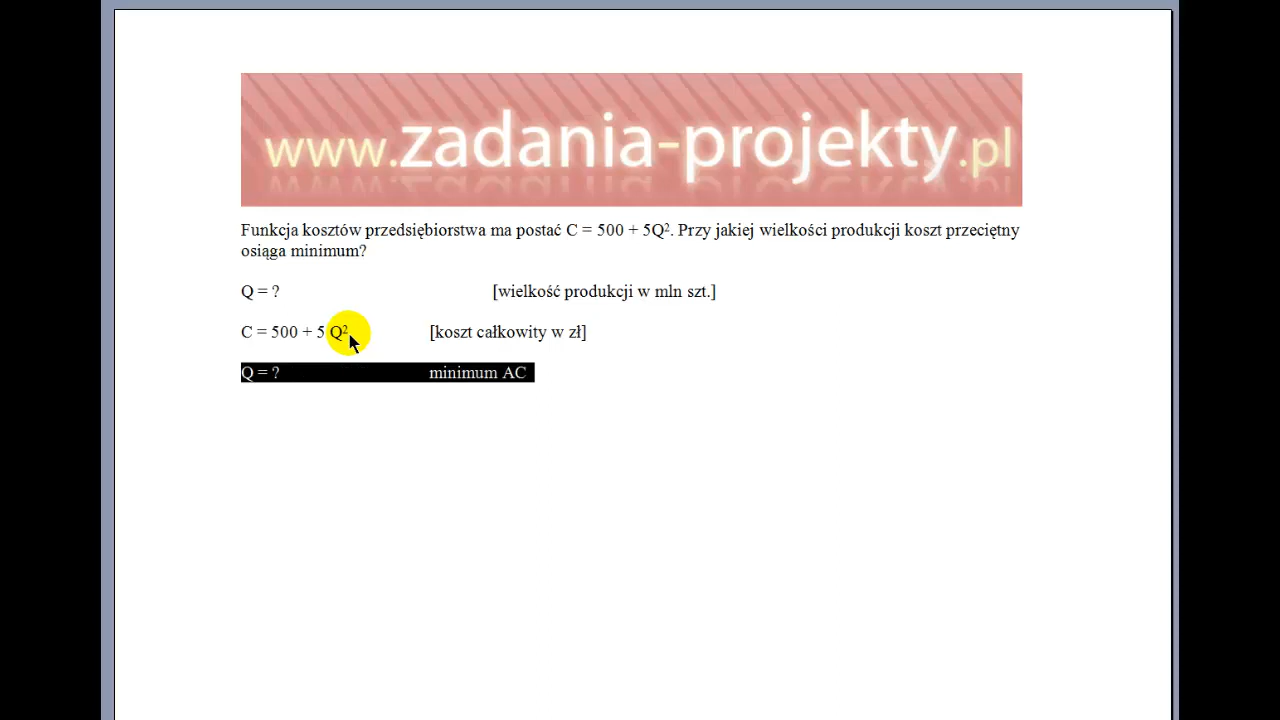 www.zadania-projekty.pl
Funkcja kosztów przedsiębiorstwa ma postać C = 500 + 5Q². Przy jakiej wielkości produkcji koszt przeciętny
osiąga minimum?
Q = ? [wielkość produkcji w mln szt.]
C = 500 + 5 Q² [koszt całkowity w zł]
Q = ? minimum AC